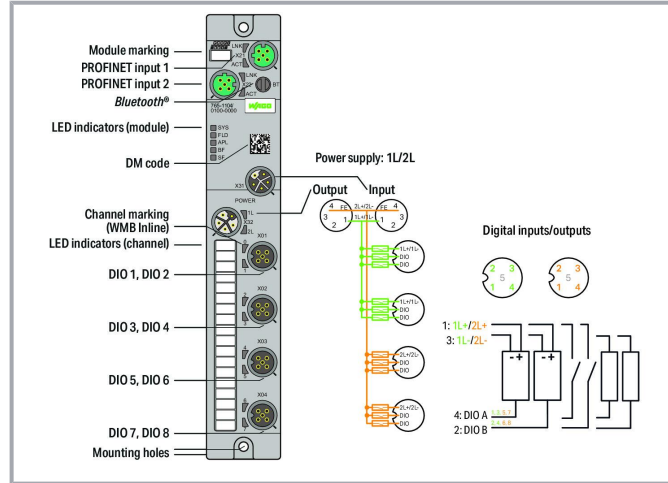 Module marking
PROFINET input 1
PROFINET input 2
Bluetooth®
LED indicators (module)
DM code
Channel marking
(WMB Inline)
LED indicators (channel)
DIO 1, DIO 2
DIO 3, DIO 4
DIO 5, DIO 6
DIO 7, DIO 8
Mounting holes
LNK
X21
ACT
LNK
X22
ACT
BT
765-1104/
0100-0000
WAGO
SYS
FLD
APL
BF
SF
X31
POWER
1L
X32
2L
X01
0
1
X02
2
3
X03
4
5
X04
6
7
Power supply: 1L/2L
Output
Input
4 FE 2L+/2L- FE 4
3 1 1L+/1L- 1 3
2 2
1L+/1L-
DIO
DIO
1L+/1L-
DIO
DIO
2L+/2L-
DIO
DIO
2L+/2L-
DIO
DIO
Digital inputs/outputs
2 3
5
1 4
2 3
5
1 4
1: 1L+/2L+
3: 1L-/2L-
- +
- +
4: DIO A
2: DIO B